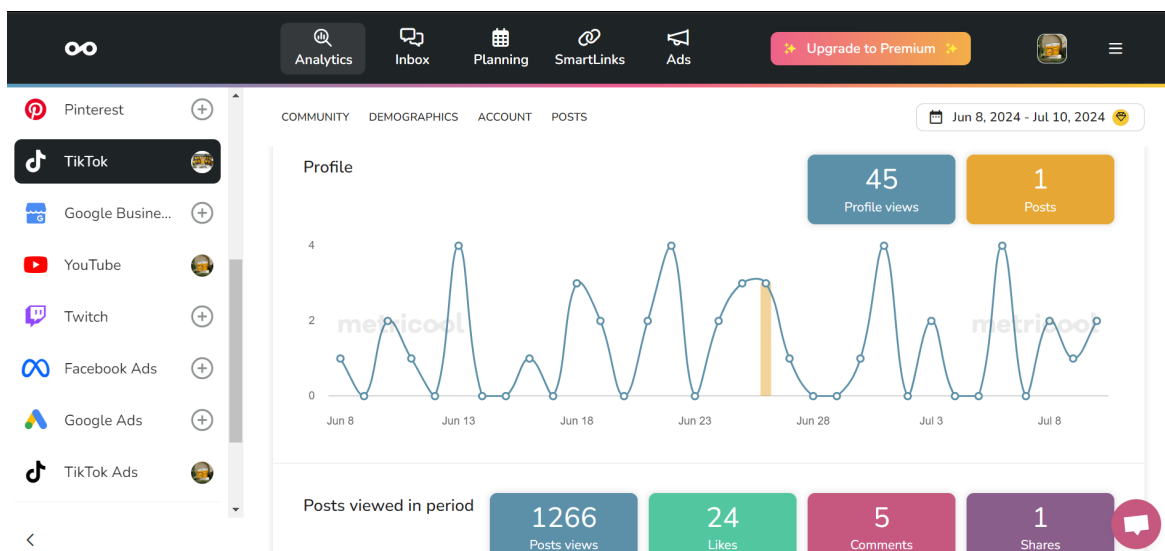 Analytics
Inbox
Planning
SmartLinks
Ads
Upgrade to Premium
Pinterest
TikTok
Google Busine...
YouTube
Twitch
Facebook Ads
Google Ads
TikTok Ads
COMMUNITY DEMOGRAPHICS ACCOUNT POSTS
Jun 8, 2024 - Jul 10, 2024
Profile
45
Profile views
1
Posts
4
2
0
metricool
metricool
Jun 8 Jun 13 Jun 18 Jun 23 Jun 28 Jul 3 Jul 8
Posts viewed in period
1266
Posts views
24
Likes
5
Comments
1
Shares